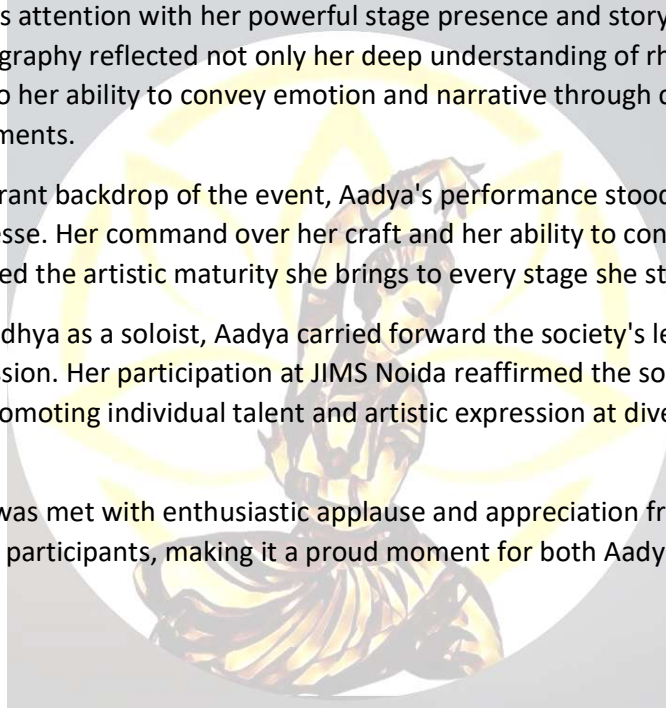 s attention with her powerful stage presence and story
graphy reflected not only her deep understanding of rh
o her ability to convey emotion and narrative through
ments.
rant backdrop of the event, Aadya's performance stood
esse. Her command over her craft and her ability to con
ed the artistic maturity she brings to every stage she st
dhya as a soloist, Aadya carried forward the society's le
ssion. Her participation at JIMS Noida reaffirmed the so
omoting individual talent and artistic expression at dive
was met with enthusiastic applause and appreciation fr
participants, making it a proud moment for both Aady